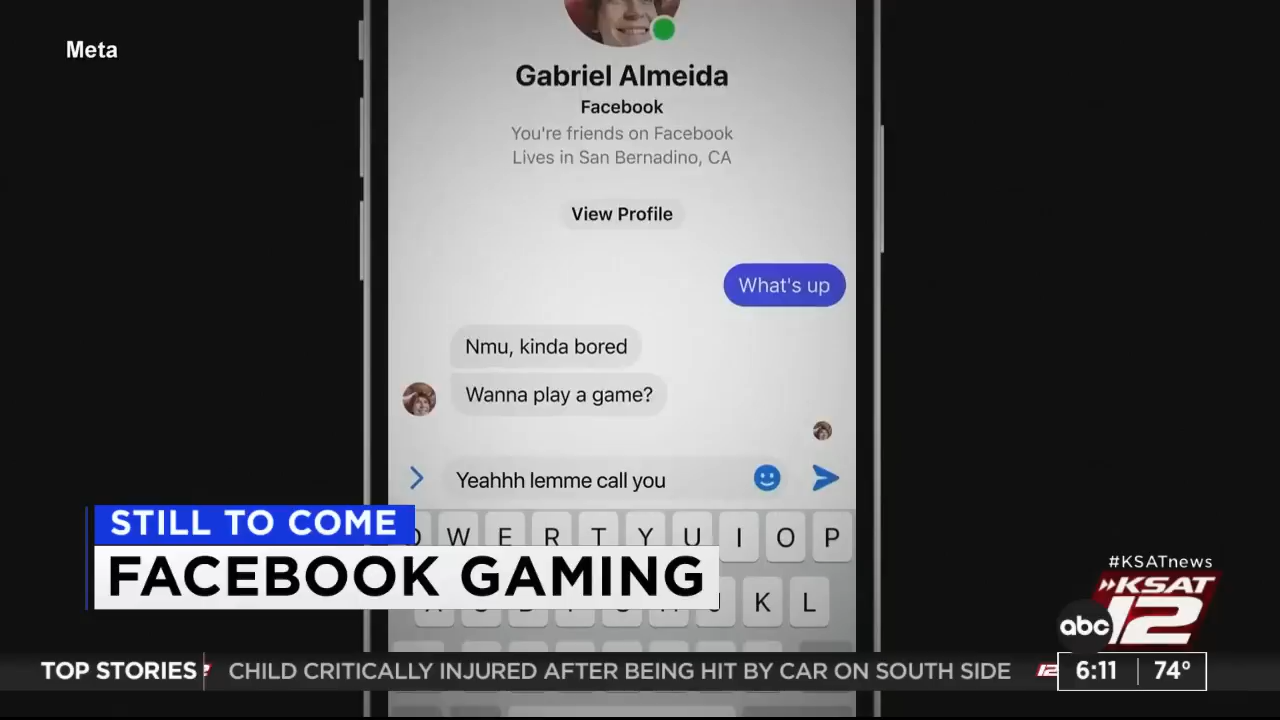 Meta
Gabriel Almeida
Facebook
You're friends on Facebook
Lives in San Bernadino, CA
View Profile
What's up
Nmu, kinda bored
Wanna play a game?
Yeahhh lemme call you
W E R T Y U I O P
K L
STILL TO COME
FACEBOOK GAMING
#KSATnews
KSAT
abc 12
TOP STORIES
CHILD CRITICALLY INJURED AFTER BEING HIT BY CAR ON SOUTH SIDE
12
6:11 74°